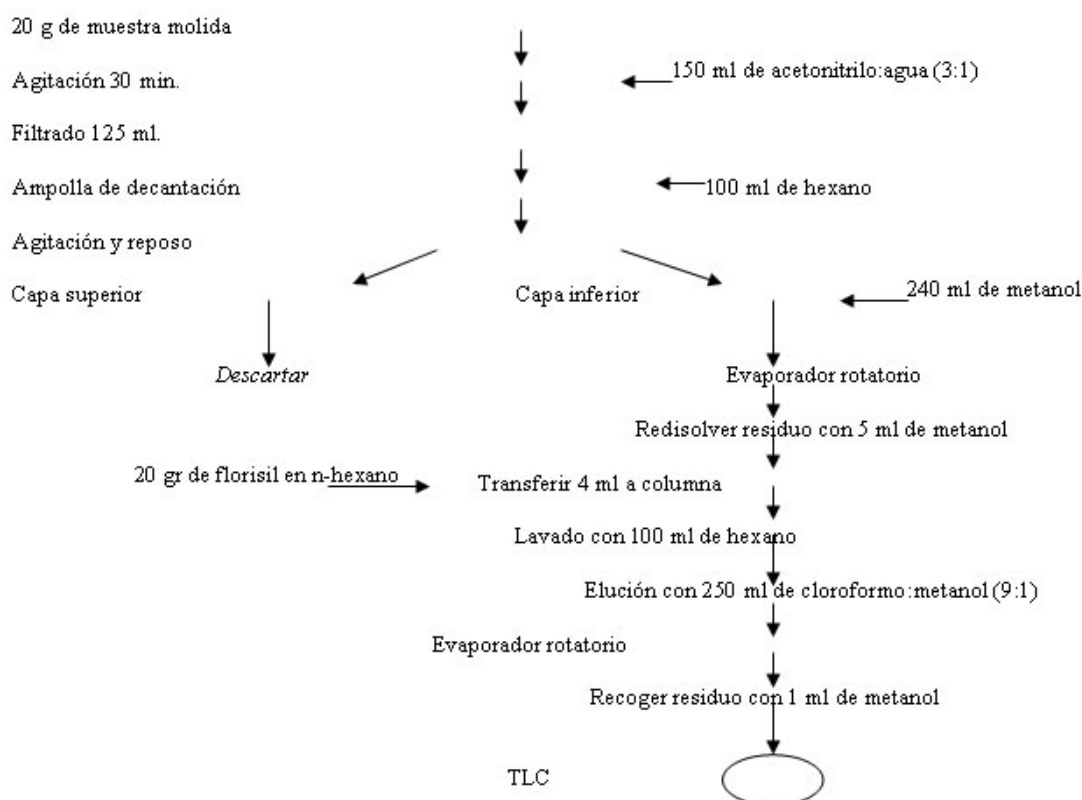 20 g de muestra molida
150 ml de acetonitrilo:agua (3:1)
Agitación 30 min.
Filtrado 125 ml.
Ampolla de decantación
100 ml de hexano
Agitación y reposo
Capa superior
Capa inferior
240 ml de metanol
Descartar
Evaporador rotatorio
Redisolver residuo con 5 ml de metanol
20 gr de florisil en n-hexano
Transferir 4 ml a columna
Lavado con 100 ml de hexano
Elución con 250 ml de cloroformo:metanol (9:1)
Evaporador rotatorio
Recoger residuo con 1 ml de metanol
TLC